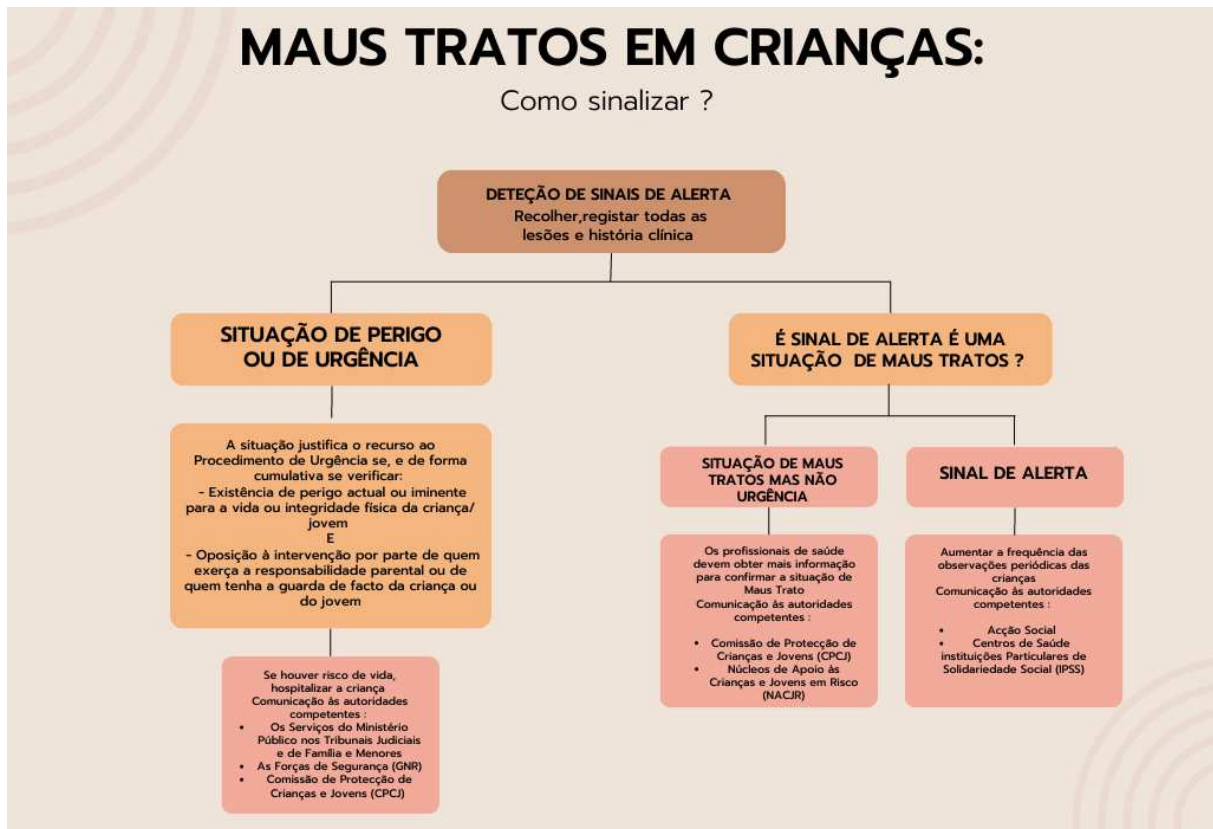 MAUS TRATOS EM CRIANÇAS:
Como sinalizar ?
DETEÇÃO DE SINAIS DE ALERTA
Recolher,registar todas as
lesões e história clínica
SITUAÇÃO DE PERIGO
OU DE URGÊNCIA
A situação justifica o recurso ao
Procedimento de Urgência se, e de forma
cumulativa se verificar:
- Existência de perigo actual ou iminente
para a vida ou integridade física da criança/
jovem
E
- Oposição à intervenção por parte de quem
exerça a responsabilidade parental ou de
quem tenha a guarda de facto da criança ou
do jovem
Se houver risco de vida,
hospitalizar a criança
Comunicação às autoridades
competentes :
• Os Serviços do Ministério
Público nos Tribunais Judiciais
e de Família e Menores
• As Forças de Segurança (GNR)
• Comissão de Protecção de
Crianças e Jovens (CPCJ)
É SINAL DE ALERTA É UMA
SITUAÇÃO DE MAUS TRATOS ?
SITUAÇÃO DE MAUS
TRATOS MAS NÃO
URGÊNCIA
Os profissionais de saúde
devem obter mais informação
para confirmar a situação de
Maus Trato
Comunicação às autoridades
competentes :
• Comissão de Protecção de
Crianças e Jovens (CPCJ)
• Núcleos de Apoio às
Crianças e Jovens em Risco
(NACJR)
SINAL DE ALERTA
Aumentar a frequência das
observações periódicas das
crianças
Comunicação às autoridades
competentes :
• Acção Social
• Centros de Saúde
instituições Particulares de
Solidariedade Social (IPSS)